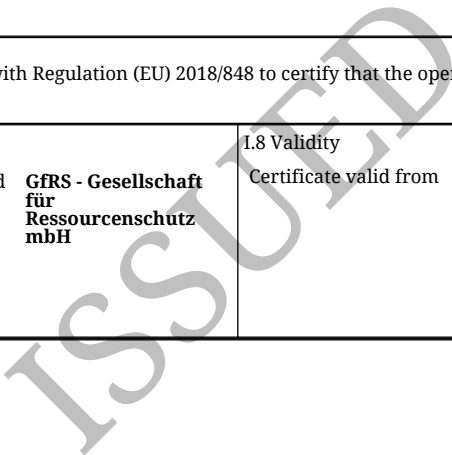 with Regulation (EU) 2018/848 to certify that the oper
I.8 Validity
d GfRS - Gesellschaft
für
Ressourcenschutz
mbH
Certificate valid from
ISSUED